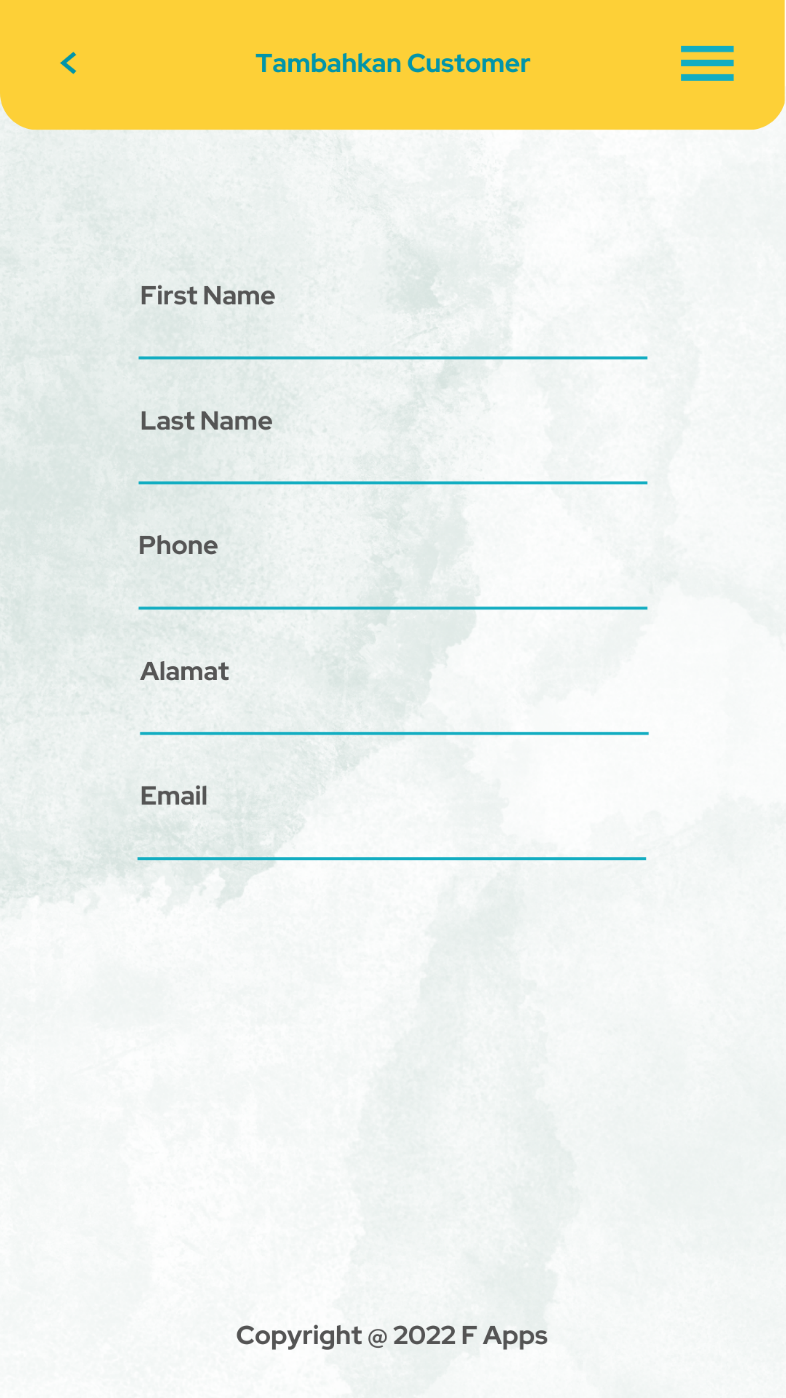 Tambahkan Customer
First Name
Last Name
Phone
Alamat
Email
Copyright @ 2022 F Apps